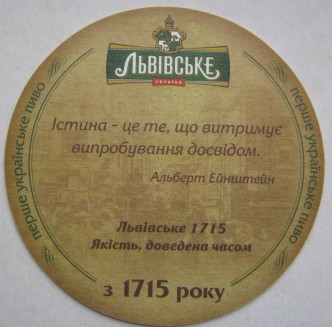 ЛЬВІВСЬКЕ
УКРАЇНА
перше українське пиво
Істина - це те, що витримує
випробування досвідом.
Альберт Ейнштейн
Львівське 1715
Якість, доведена часом
перше українське пиво
з 1715 року